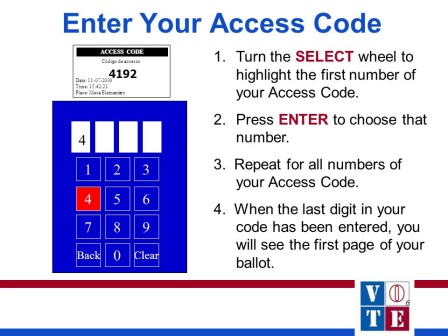 Enter Your Access Code
ACCESS CODE
Código de acceso
4192
Date: 11-07-2000
Time: 15:42:21
Place: Mesa Elementary
4
1 2 3
4 5 6
7 8 9
Back 0 Clear
1. Turn the SELECT wheel to
highlight the first number of
your Access Code.
2. Press ENTER to choose that
number.
3. Repeat for all numbers of
your Access Code.
4. When the last digit in your
code has been entered, you
will see the first page of your
ballot.
V O
T E
6